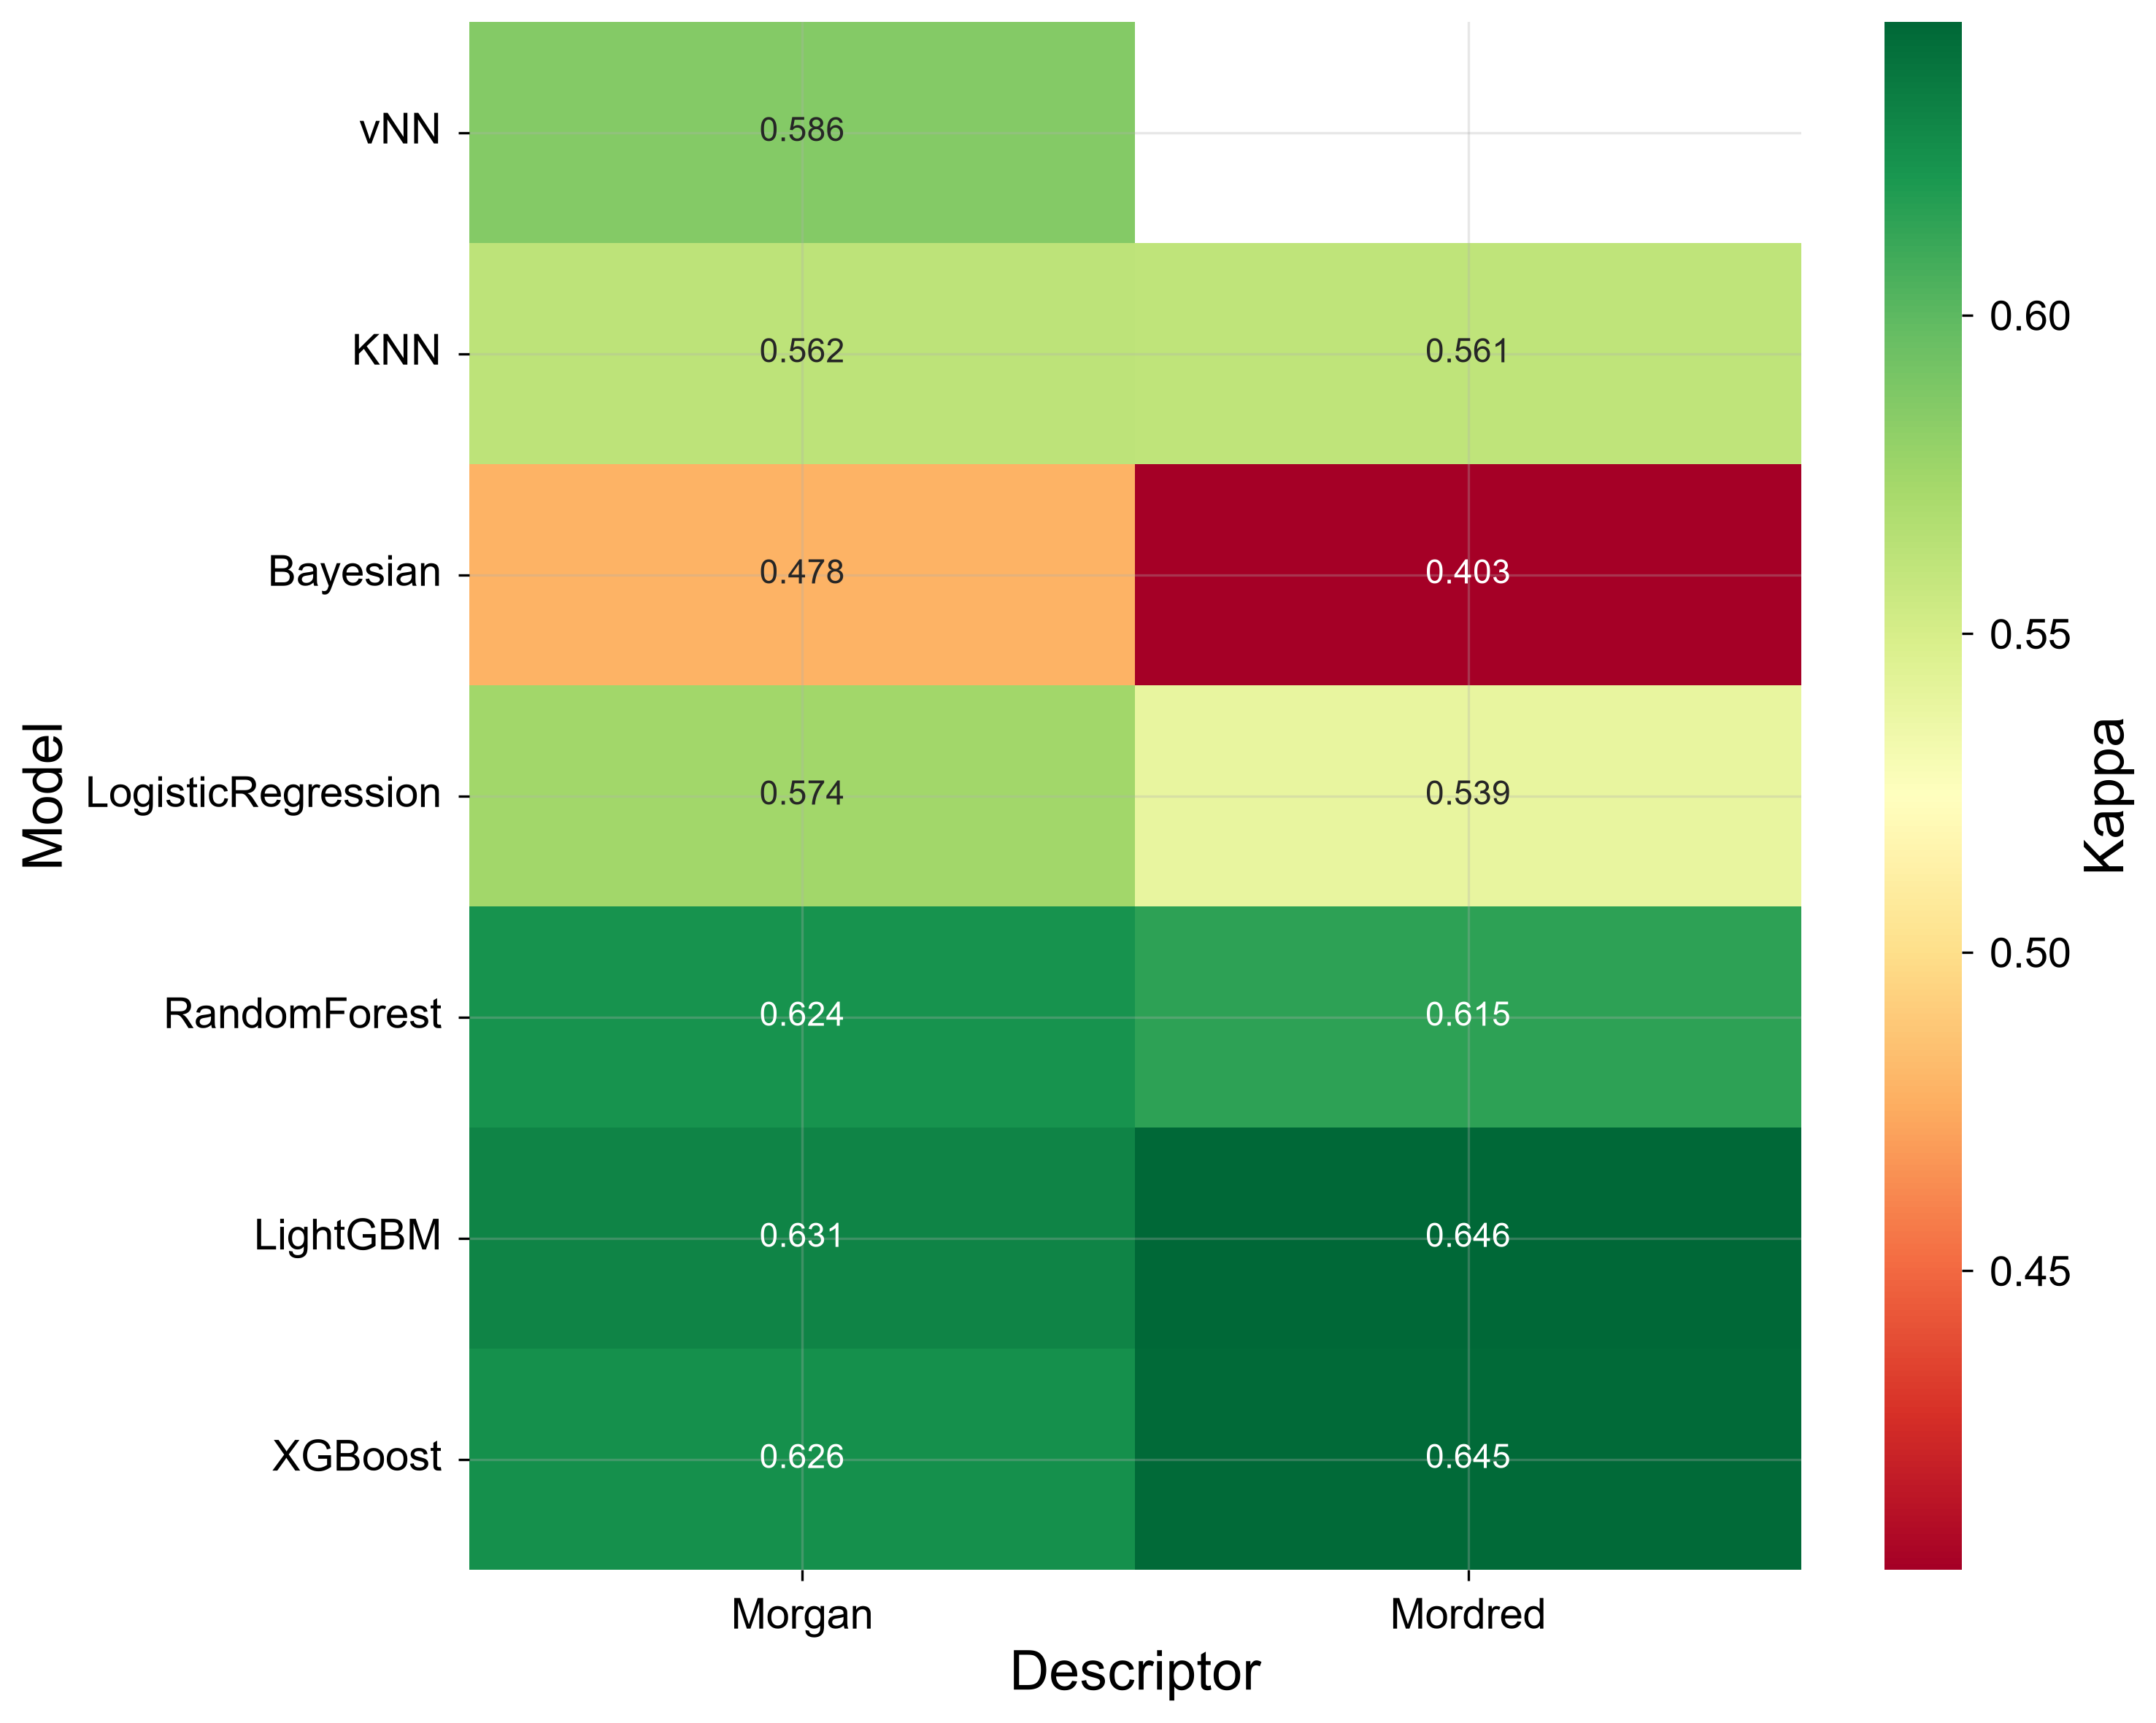 Model
vNN
0.586
KNN
0.562
0.561
Bayesian
0.478
0.403
LogisticRegression
0.574
0.539
RandomForest
0.624
0.615
LightGBM
0.631
0.646
XGBoost
0.626
0.645
Morgan
Mordred
Descriptor
0.60
0.55
0.50
0.45
Kappa